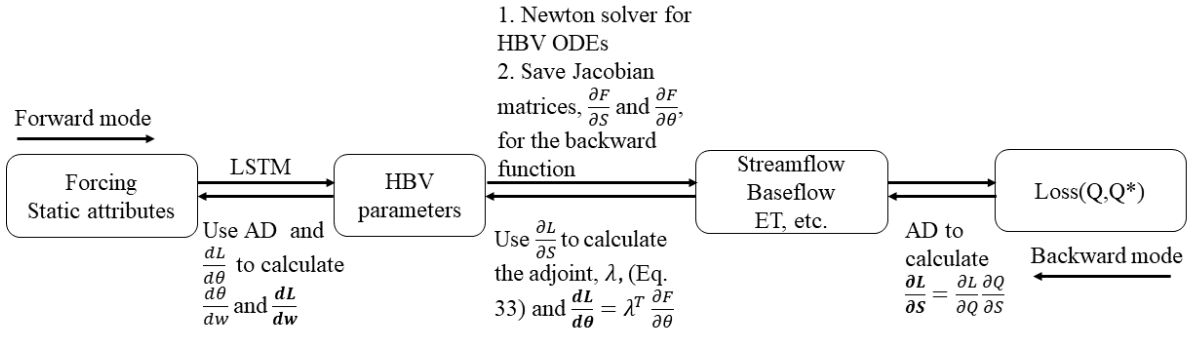 1. Newton solver for
HBV ODEs
2. Save Jacobian
matrices, ∂F/∂S and ∂F/∂θ,
for the backward
function
Forward mode
Forcing
Static attributes
LSTM
HBV
parameters
Streamflow
Baseflow
ET, etc.
Loss(Q,Q*)
Use AD and
dL/dθ to calculate
dθ/dw and dL/dw
Use ∂L/∂S to calculate
the adjoint, λ, (Eq.
33) and dL/dθ = λ^T ∂F/∂θ
AD to
calculate
∂L/∂S = ∂L/∂Q ∂Q/∂S
Backward mode